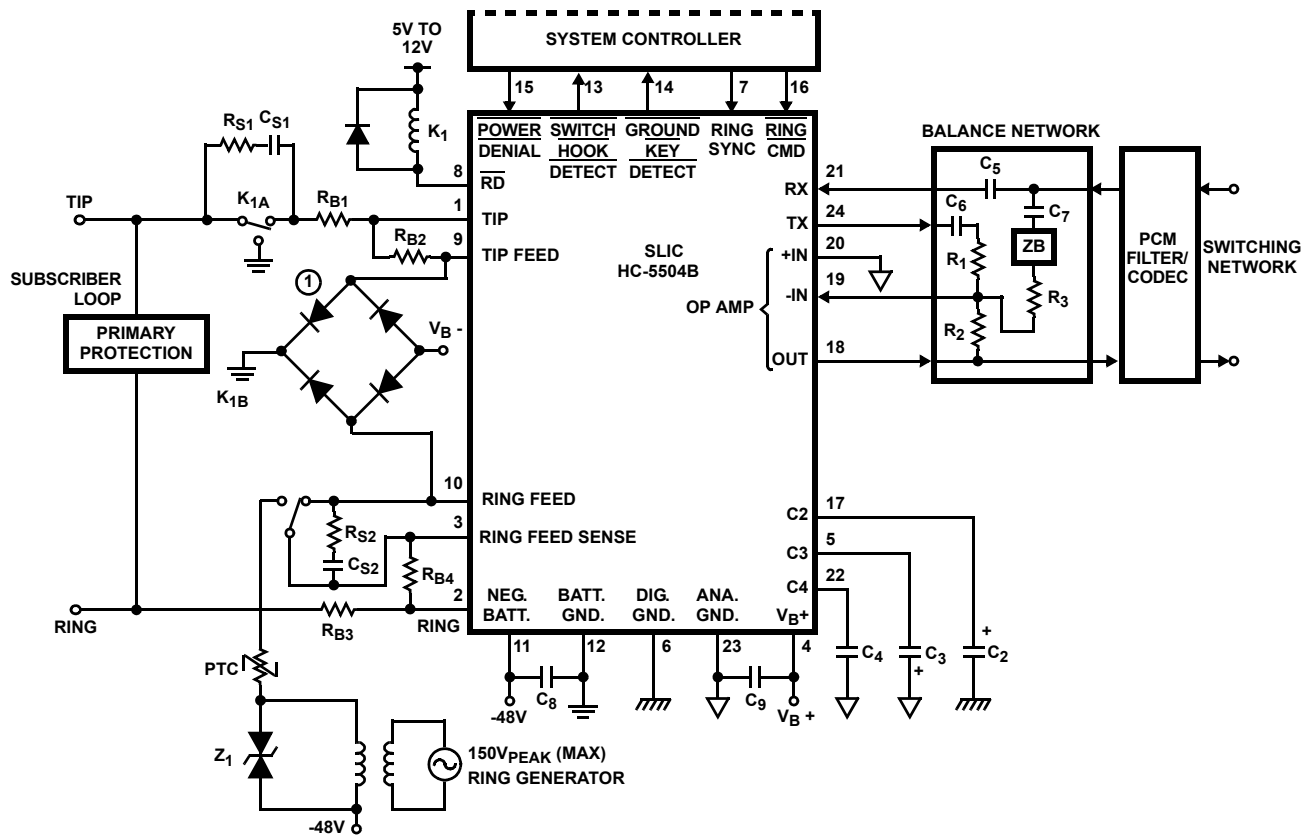 SYSTEM CONTROLLER
5V TO
12V
15
13
14
7
16
RS1
CS1
K1
POWER
DENIAL
SWITCH
HOOK
DETECT
GROUND
KEY
DETECT
RING
SYNC
RING
CMD
BALANCE NETWORK
8
RD
TIP
K1A
RB1
1
TIP
RB2
9
TIP FEED
SLIC
HC-5504B
RX
21
TX
24
+IN
20
-IN
19
OP AMP
OUT
18
C5
C6
C7
ZB
R1
R3
R2
PCM
FILTER/
CODEC
SWITCHING
NETWORK
SUBSCRIBER
LOOP
PRIMARY
PROTECTION
1
VB -
K1B
10
RING FEED
3
RING FEED SENSE
RS2
CS2
RB4
2
RING
RING
RB3
NEG.
BATT.
BATT.
GND.
DIG.
GND.
ANA.
GND.
VB+
C2
17
C3
5
C4
22
11
12
6
23
4
C8
-48V
C9
VB +
C4
C3
+
C2
+
PTC
Z1
150VPEAK (MAX)
RING GENERATOR
-48V